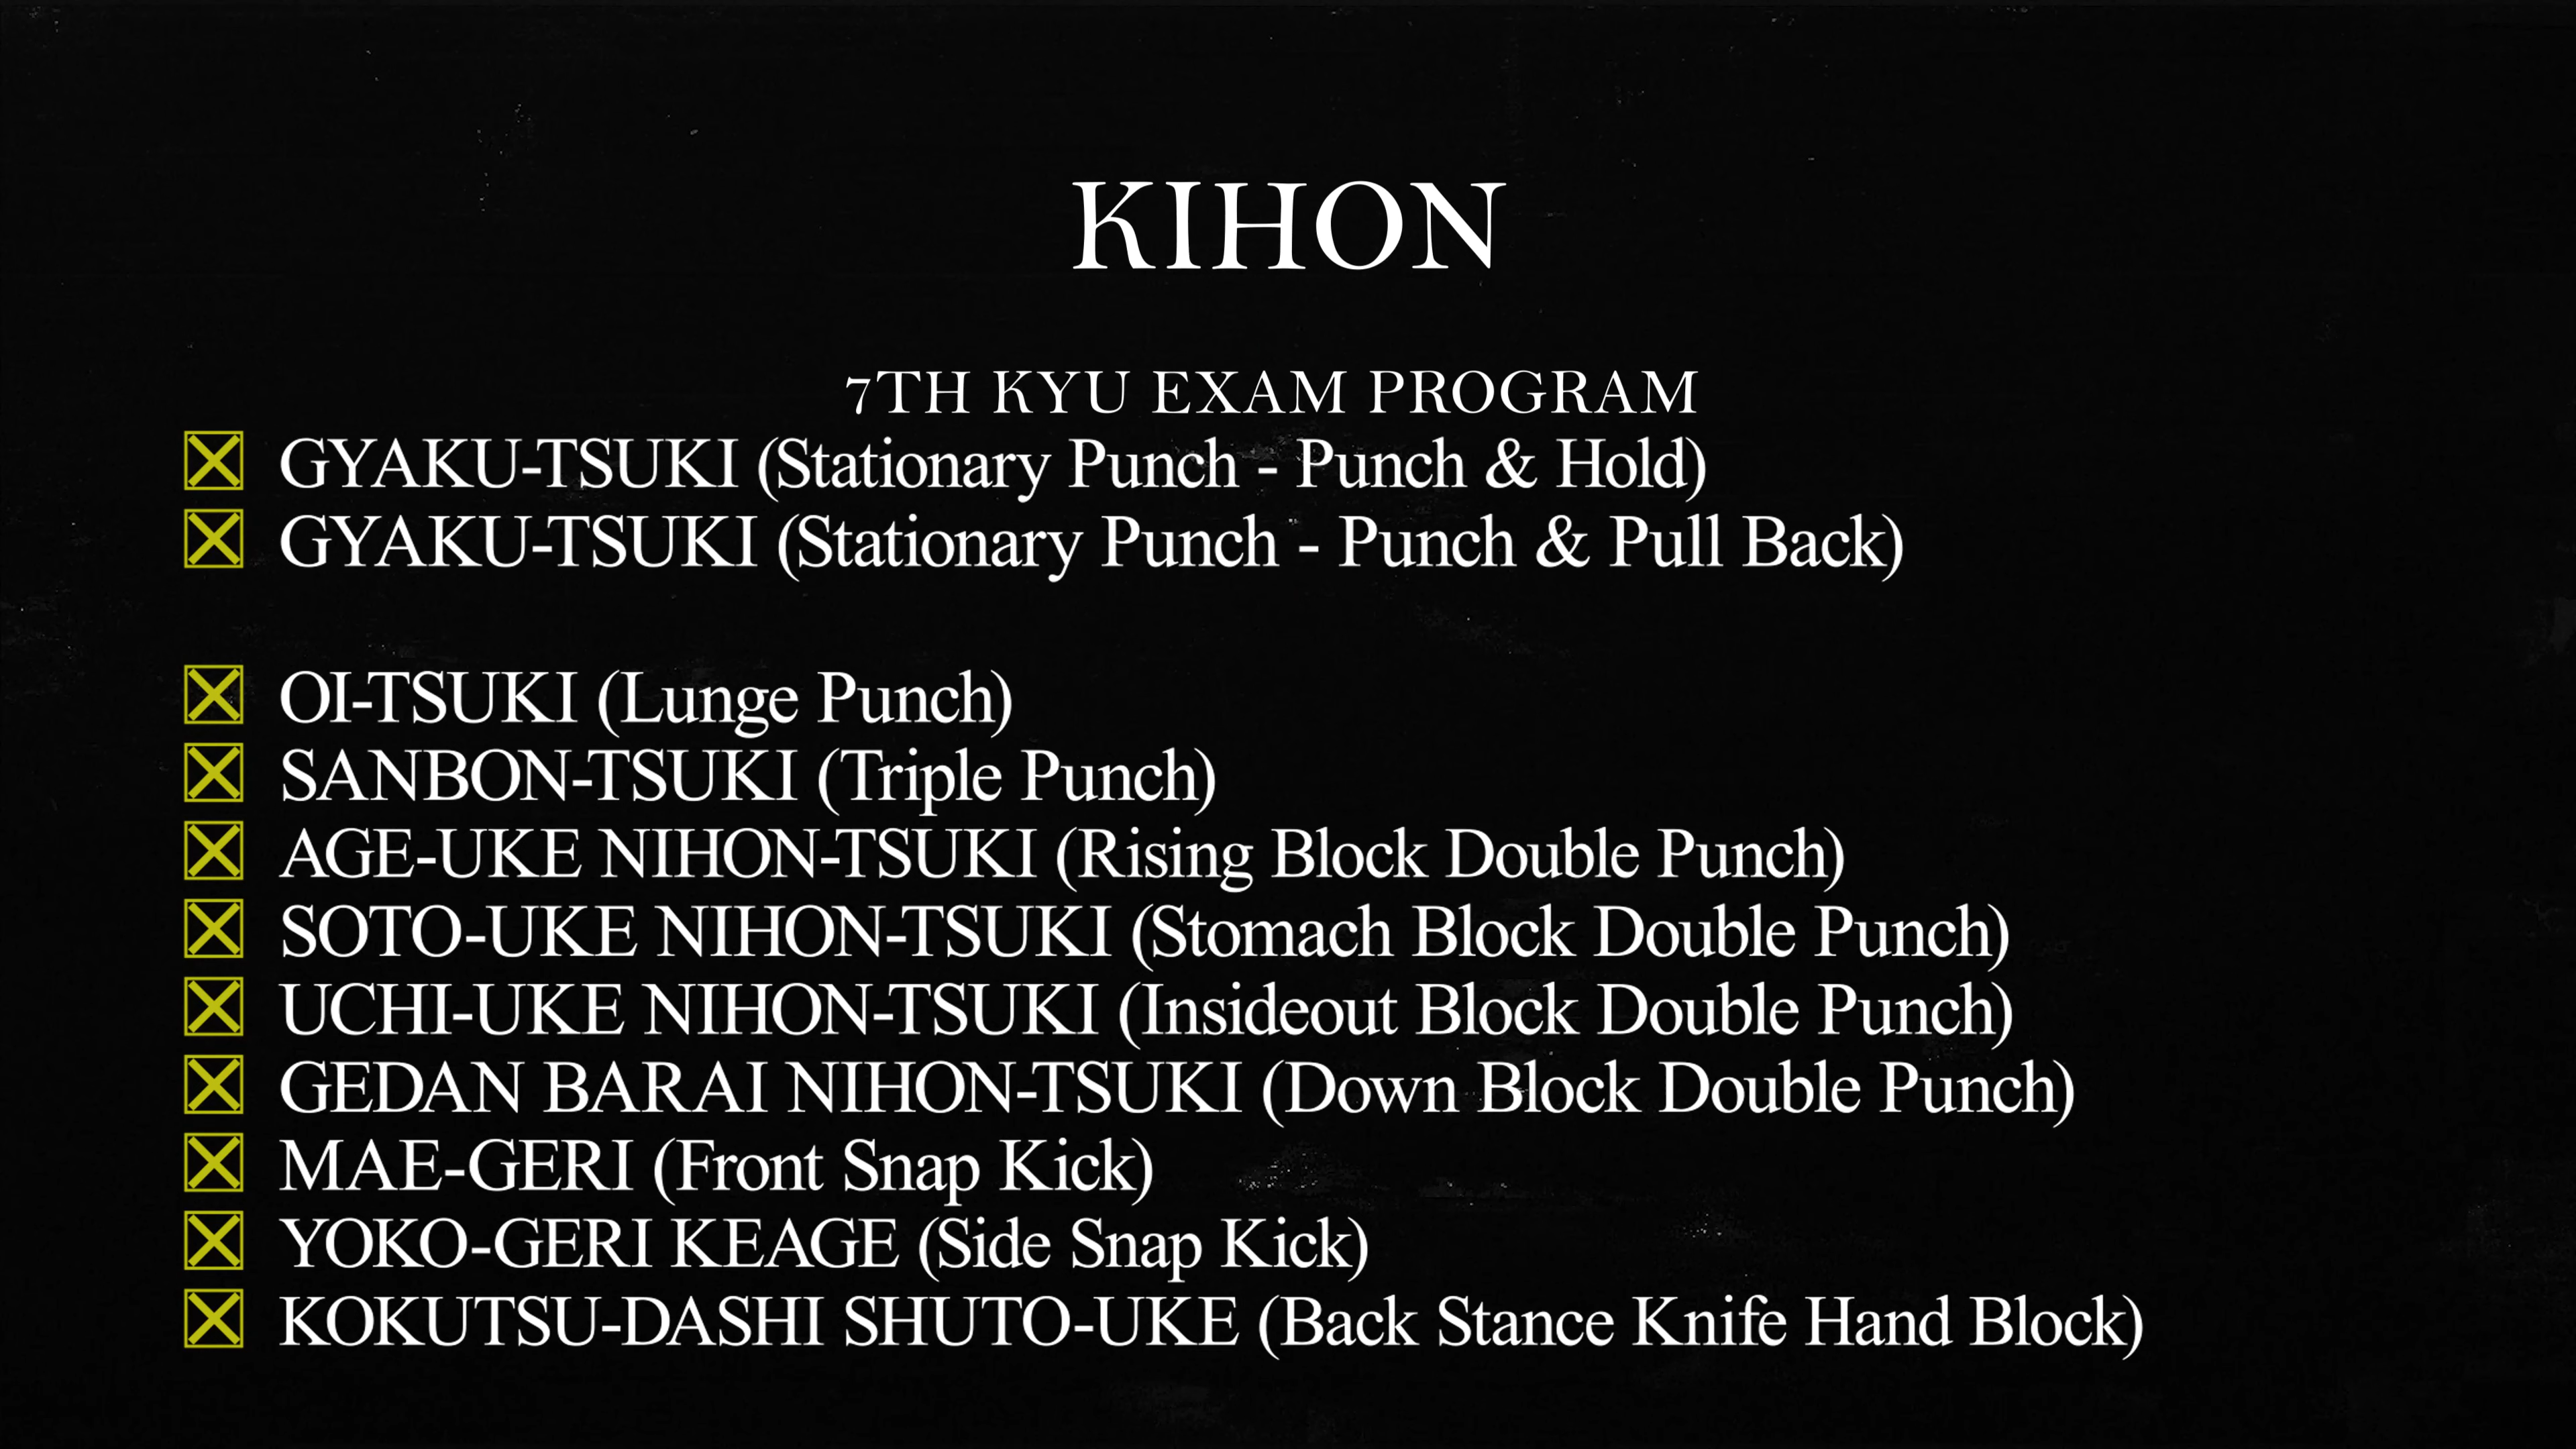 KIHON
7TH KYU EXAM PROGRAM
GYAKU-TSUKI (Stationary Punch - Punch & Hold)
GYAKU-TSUKI (Stationary Punch - Punch & Pull Back)
OI-TSUKI (Lunge Punch)
SANBON-TSUKI (Triple Punch)
AGE-UKE NIHON-TSUKI (Rising Block Double Punch)
SOTO-UKE NIHON-TSUKI (Stomach Block Double Punch)
UCHI-UKE NIHON-TSUKI (Insideout Block Double Punch)
GEDAN BARAI NIHON-TSUKI (Down Block Double Punch)
MAE-GERI (Front Snap Kick)
YOKO-GERI KEAGE (Side Snap Kick)
KOKUTSU-DASHI SHUTO-UKE (Back Stance Knife Hand Block)